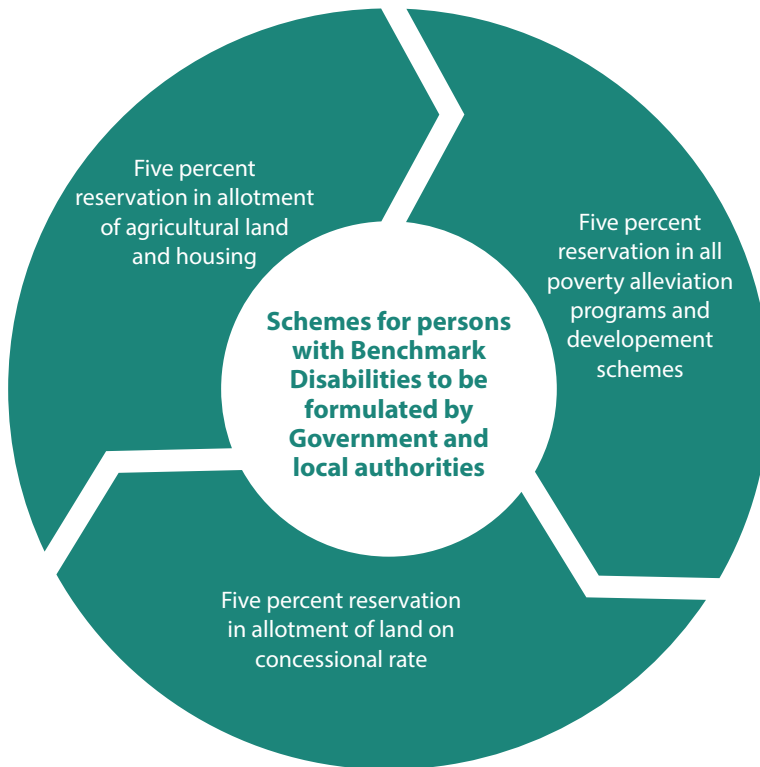 Five percent
reservation in allotment
of agricultural land
and housing
Five percent
reservation in all
poverty alleviation
programs and
developement
schemes
Schemes for persons
with Benchmark
Disabilities to be
formulated by
Government and
local authorities
Five percent reservation
in allotment of land on
concessional rate